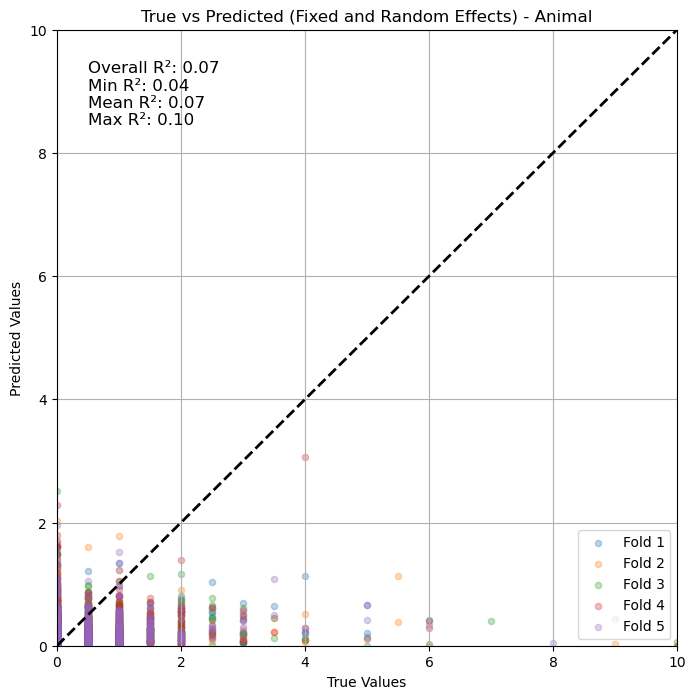 True vs Predicted (Fixed and Random Effects) - Animal
Overall R²: 0.07
Min R²: 0.04
Mean R²: 0.07
Max R²: 0.10
Predicted Values
10
8
6
4
2
0
Fold 1
Fold 2
Fold 3
Fold 4
Fold 5
0 2 4 6 8 10
True Values